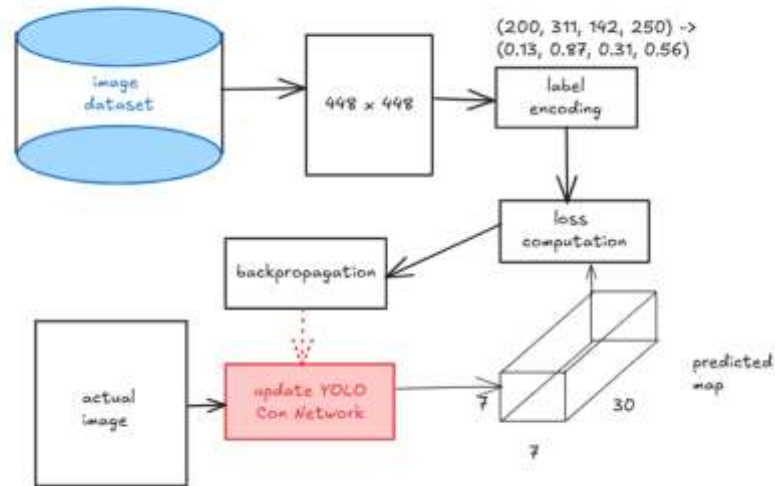 (200, 311, 142, 250) ->
(0.13, 0.87, 0.31, 0.56)
image
dataset
448 x 448
label
encoding
loss
computation
backpropagation
actual
image
update YOLO
Con Network
predicted
map
7
30
7